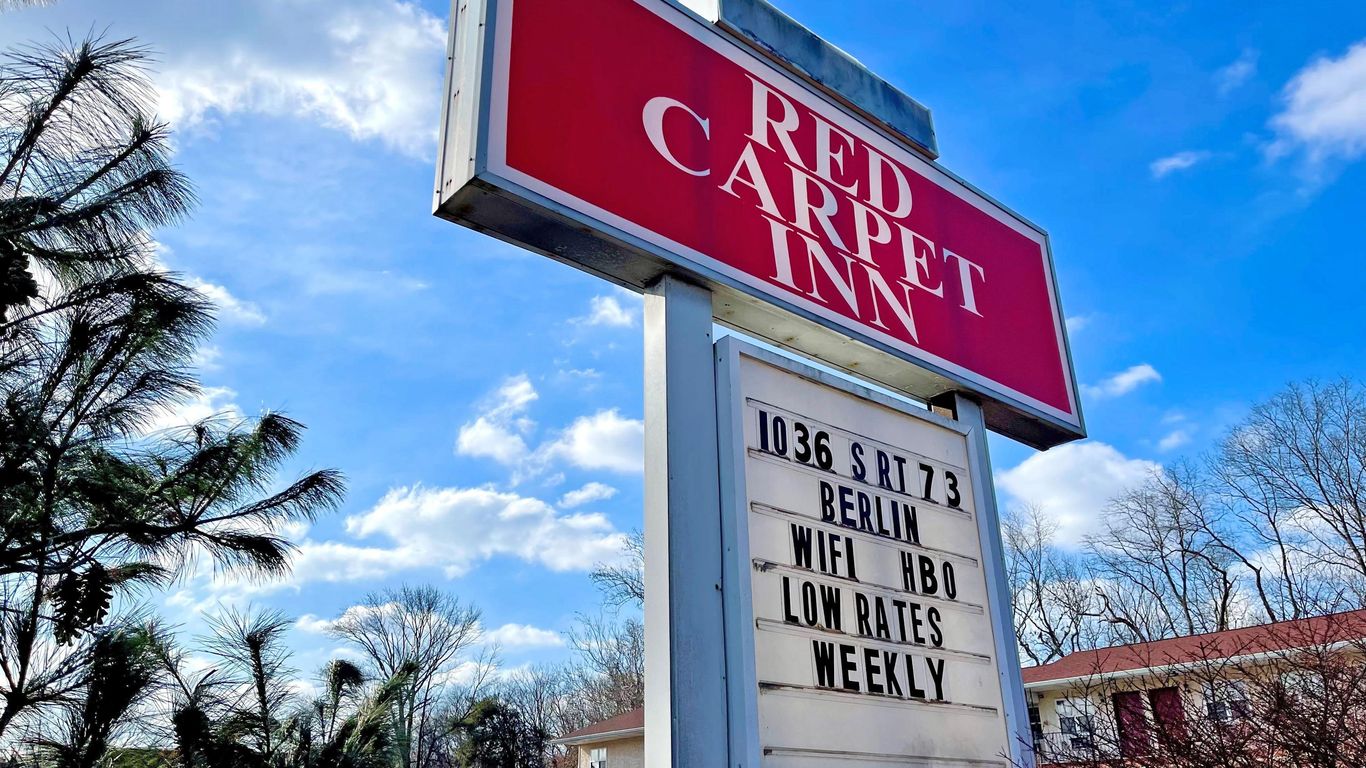 RED
CARPET
INN
1036 S RT 73
BERLIN
WIFI HBO
LOW RATES
WEEKLY